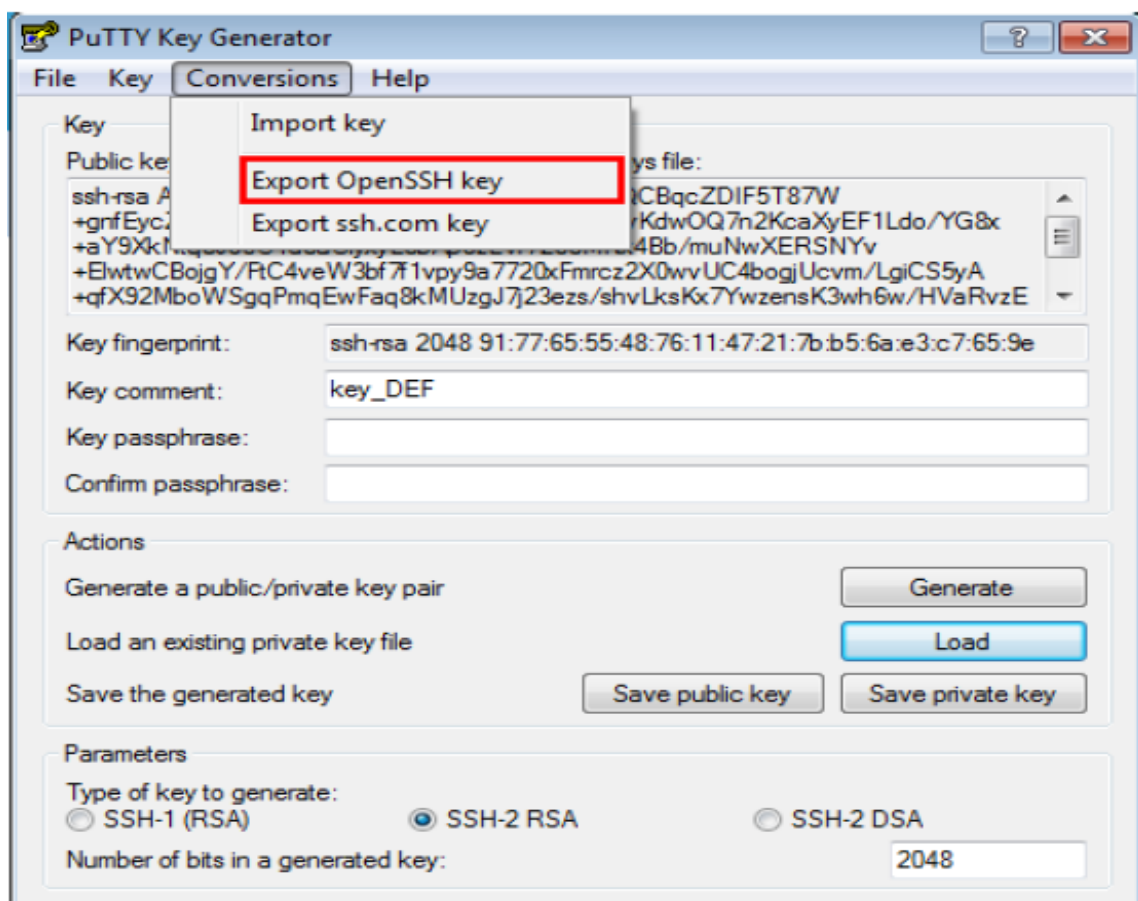 PuTTY Key Generator
File Key Conversions Help
Import key
Export OpenSSH key
Export ssh.com key
Key
Public ke ys file:
ssh-rsa A CBqcZDIF5T87W
+gnfEyc KdwOQ7n2KcaXyEF1Ldo/YG8x
+aY9XkN 4Bb/muNwXERSNYv
+ElwtwCBojgY/FtC4veW3bf7f1vpy9a7720xFmrcz2X0wvUC4bogjUcvm/LgiCS5yA
+qfX92MboWSgqPmqEwFaq8kMUzgJ7j23ezs/shvLksKx7YwzensK3wh6w/HVaRvzE
Key fingerprint: ssh-rsa 2048 91:77:65:55:48:76:11:47:21:7b:b5:6a:e3:c7:65:9e
Key comment: key_DEF
Key passphrase:
Confirm passphrase:
Actions
Generate a public/private key pair Generate
Load an existing private key file Load
Save the generated key Save public key Save private key
Parameters
Type of key to generate:
SSH-1 (RSA) SSH-2 RSA SSH-2 DSA
Number of bits in a generated key: 2048